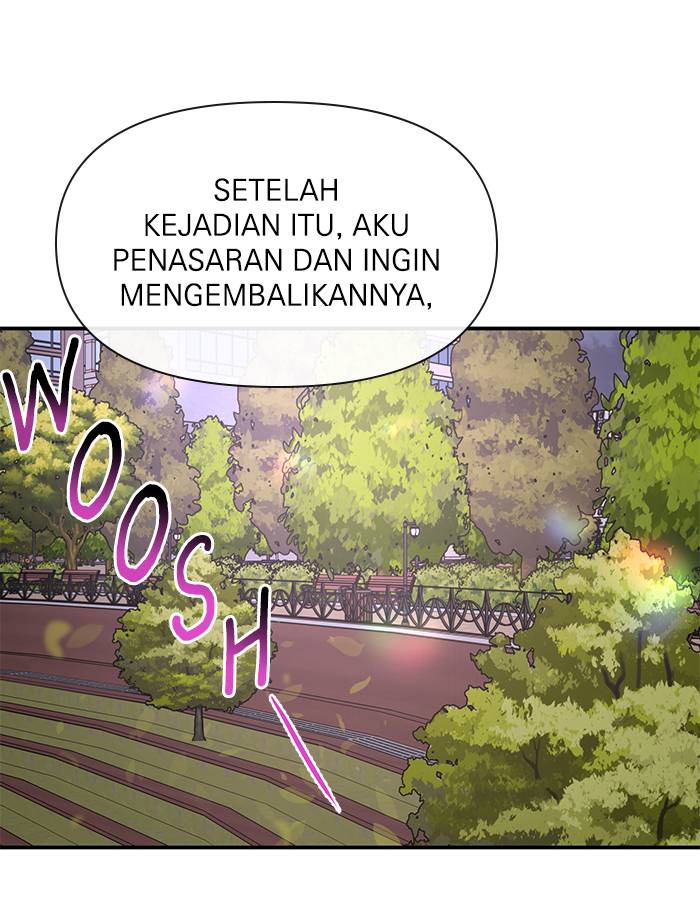 SETELAH
KEJADIAN ITU, AKU
PENASARAN DAN INGIN
MENGEMBALIKANNYA,
WOOSH